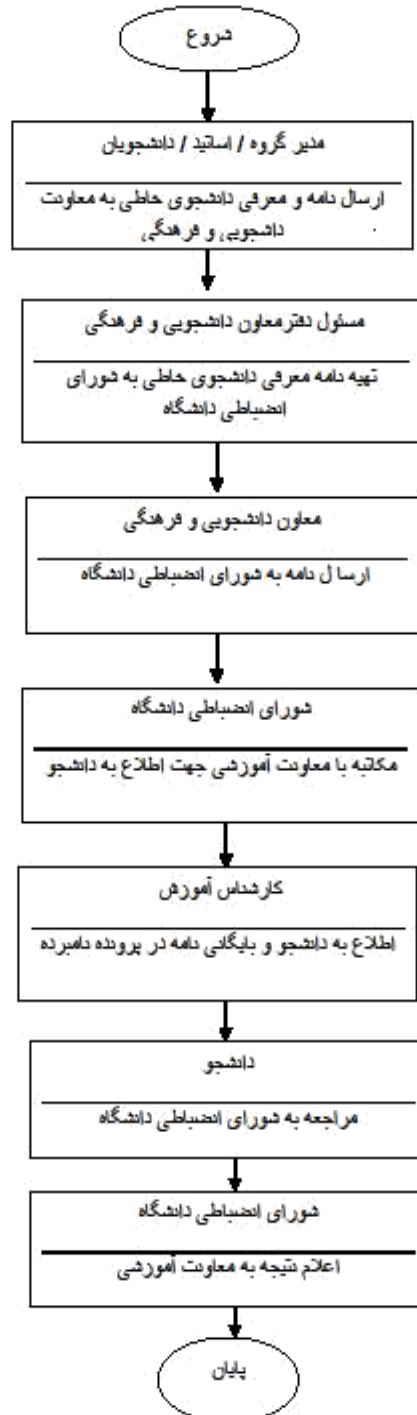 شروع
مدیر گروه / اساتید / دانشجویان
ارسال نامه و معرفی دانشجوی خاطی به معاونت
دانشجویی و فرهنگی
مسئول دفترمعاون دانشجویی و فرهنگی
تهیه نامه معرفی دانشجوی خاطی به شورای
انضباطی دانشگاه
معاون دانشجویی و فرهنگی
ارسال نامه به شورای انضباطی دانشگاه
شورای انضباطی دانشگاه
مکاتبه با معاونت آموزشی جهت اطلاع به دانشجو
کارشناس آموزش
اطلاع به دانشجو و بایگانی نامه در پرونده نامبرده
دانشجو
مراجعه به شورای انضباطی دانشگاه
شورای انضباطی دانشگاه
اعلام نتیجه به معاونت آموزشی
پایان